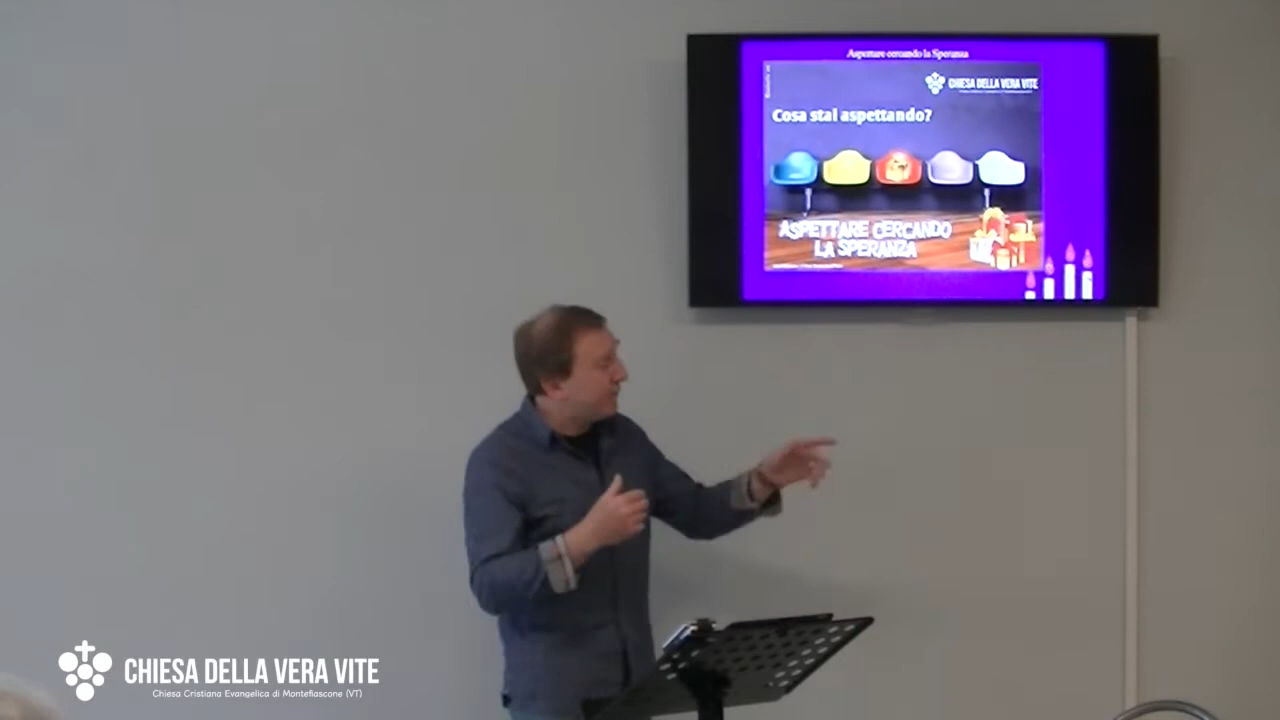 Aspettare cercando la Speranza
CHIESA DELLA VERA VITE
Cosa stai aspettando?
ASPETTARE CERCANDO
LA SPERANZA
CHIESA DELLA VERA VITE
Chiesa Cristiana Evangelica di Montefiascone (VT)